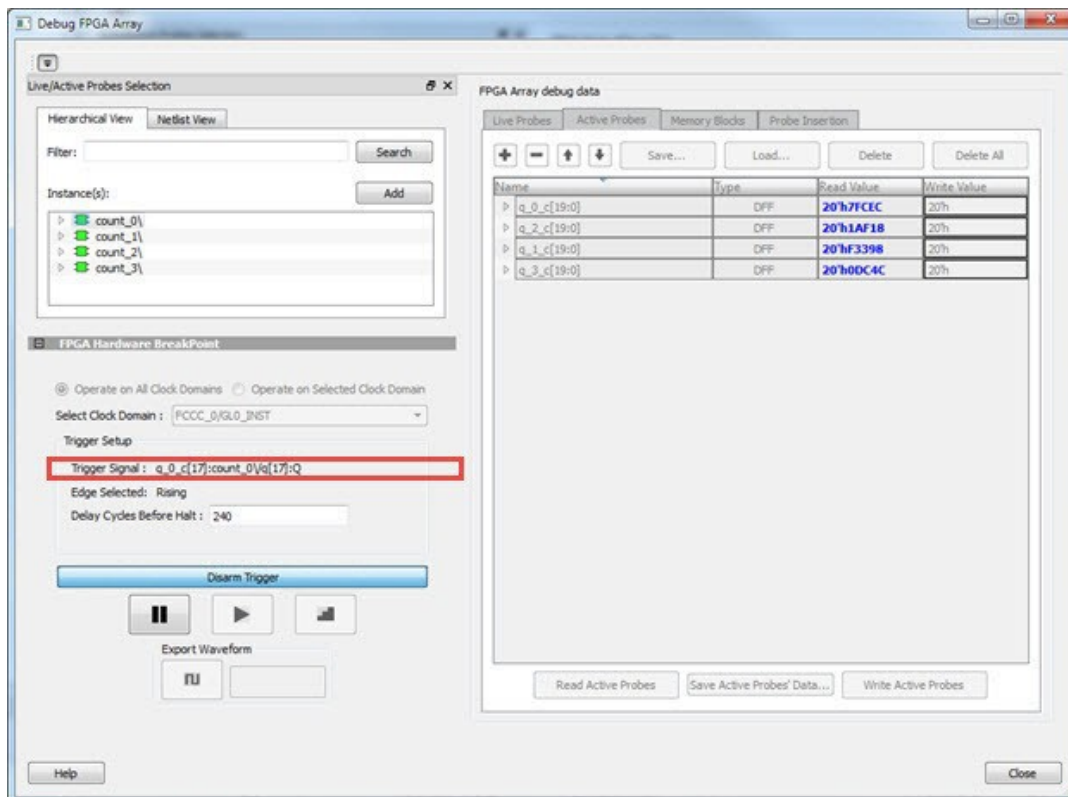 Debug FPGA Array
Live/Active Probes Selection
Hierarchical View Netlist View
Filter: Search
Instance(s): Add
count_0\
count_1\
count_2\
count_3\
FPGA Hardware BreakPoint
Operate on All Clock Domains Operate on Selected Clock Domain
Select Clock Domain : FCCC_0/GL0_INST
Trigger Setup
Trigger Signal : q_0_c[17]:count_0\/q[17]:Q
Edge Selected: Rising
Delay Cycles Before Halt : 240
Disarm Trigger
Export Waveform
Help
FPGA Array debug data
Live Probes Active Probes Memory Blocks Probe Insertion
Save... Load... Delete Delete All
Name Type Read Value Write Value
q_0_c[19:0] DFF 20'h7FCEC 20'h
q_2_c[19:0] DFF 20'h1AF18 20'h
q_1_c[19:0] DFF 20'hF3398 20'h
q_3_c[19:0] DFF 20'h0DC4C 20'h
Read Active Probes Save Active Probes' Data... Write Active Probes
Close